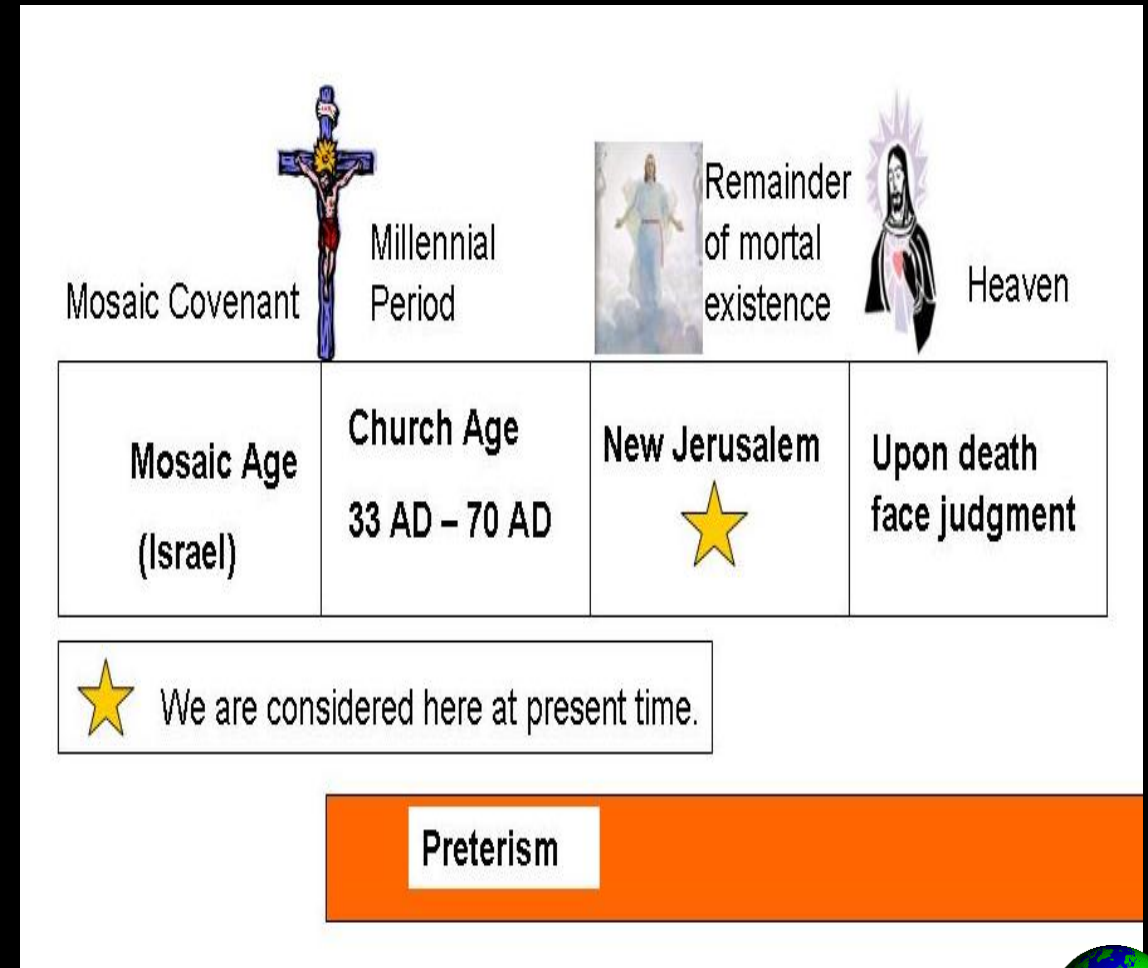 Mosaic Covenant
Millennial
Period
Remainder
of mortal
existence
Heaven
Mosaic Age
(Israel)
Church Age
33 AD – 70 AD
New Jerusalem
Upon death
face judgment
We are considered here at present time.
Preterism